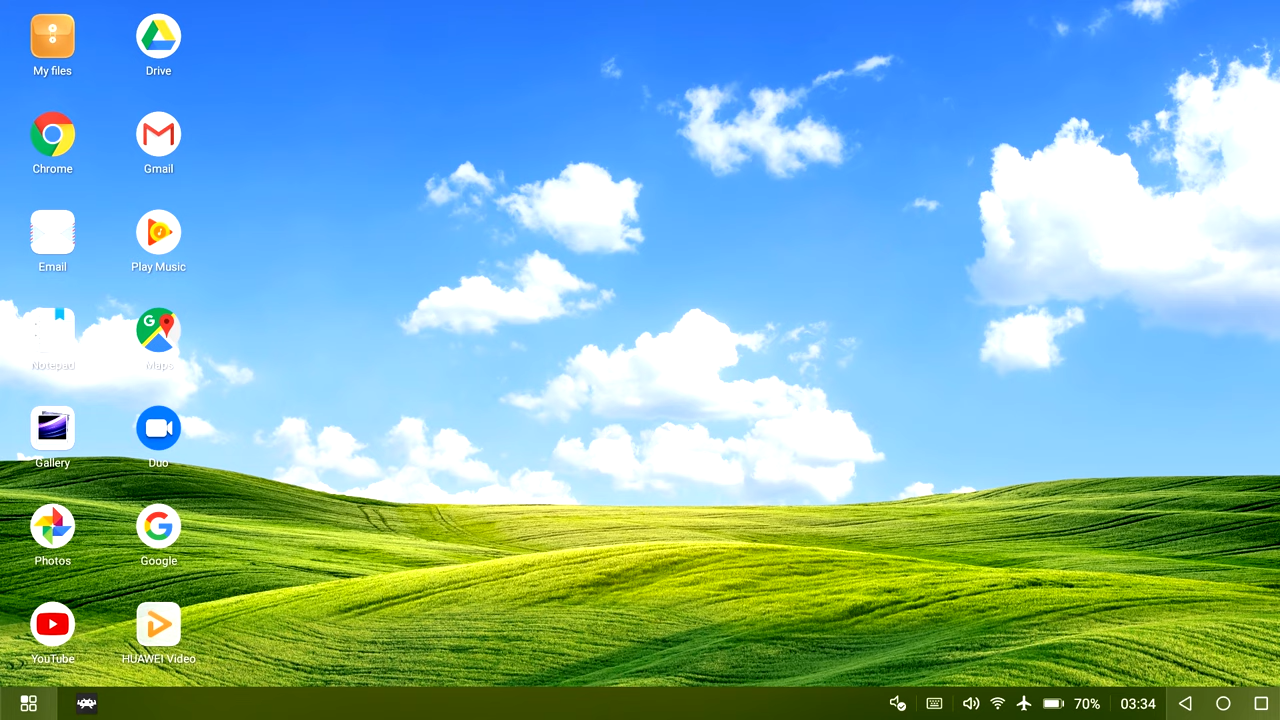 My files
Drive
Chrome
Gmail
Email
Play Music
Notepad
Maps
Gallery
Duo
Photos
Google
YouTube
HUAWEI Video
70%
03:34